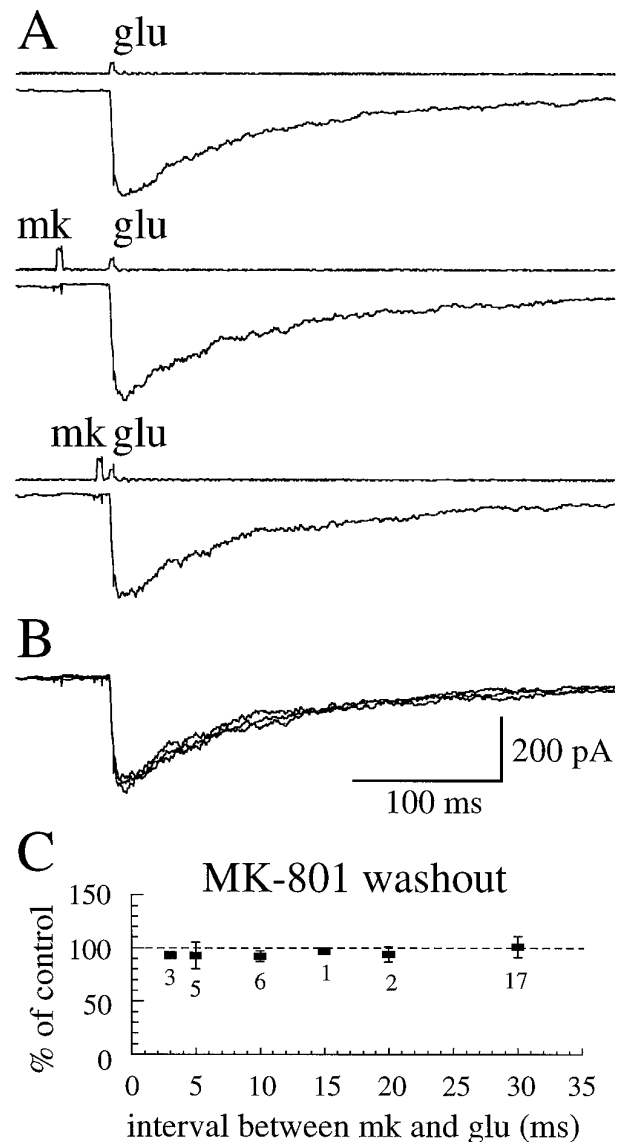 A
glu
mk glu
mk glu
B
200 pA
100 ms
C
MK-801 washout
% of control
150
100
50
0
3
5
6
1
2
17
0 5 10 15 20 25 30 35
interval between mk and glu (ms)